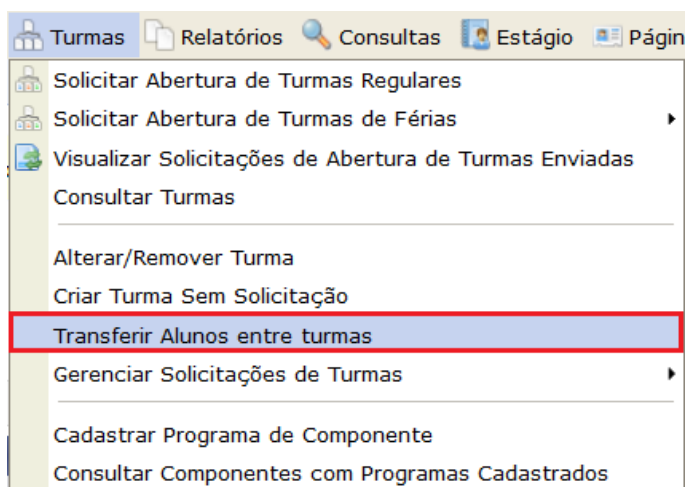 Turmas Relatórios Consultas Estágio Págin
Solicitar Abertura de Turmas Regulares
Solicitar Abertura de Turmas de Férias
Visualizar Solicitações de Abertura de Turmas Enviadas
Consultar Turmas
Alterar/Remover Turma
Criar Turma Sem Solicitação
Transferir Alunos entre turmas
Gerenciar Solicitações de Turmas
Cadastrar Programa de Componente
Consultar Componentes com Programas Cadastrados